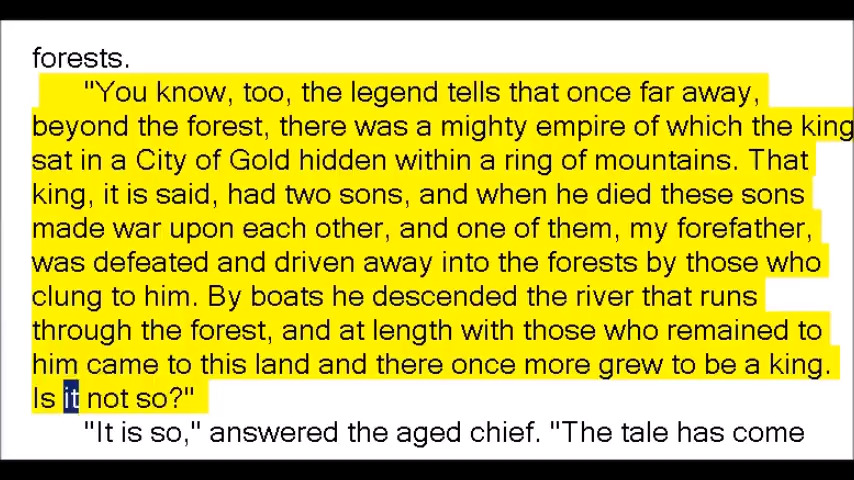 forests.
"You know, too, the legend tells that once far away,
beyond the forest, there was a mighty empire of which the king
sat in a City of Gold hidden within a ring of mountains. That
king, it is said, had two sons, and when he died these sons
made war upon each other, and one of them, my forefather,
was defeated and driven away into the forests by those who
clung to him. By boats he descended the river that runs
through the forest, and at length with those who remained to
him came to this land and there once more grew to be a king.
Is it not so?"
"It is so," answered the aged chief. "The tale has come